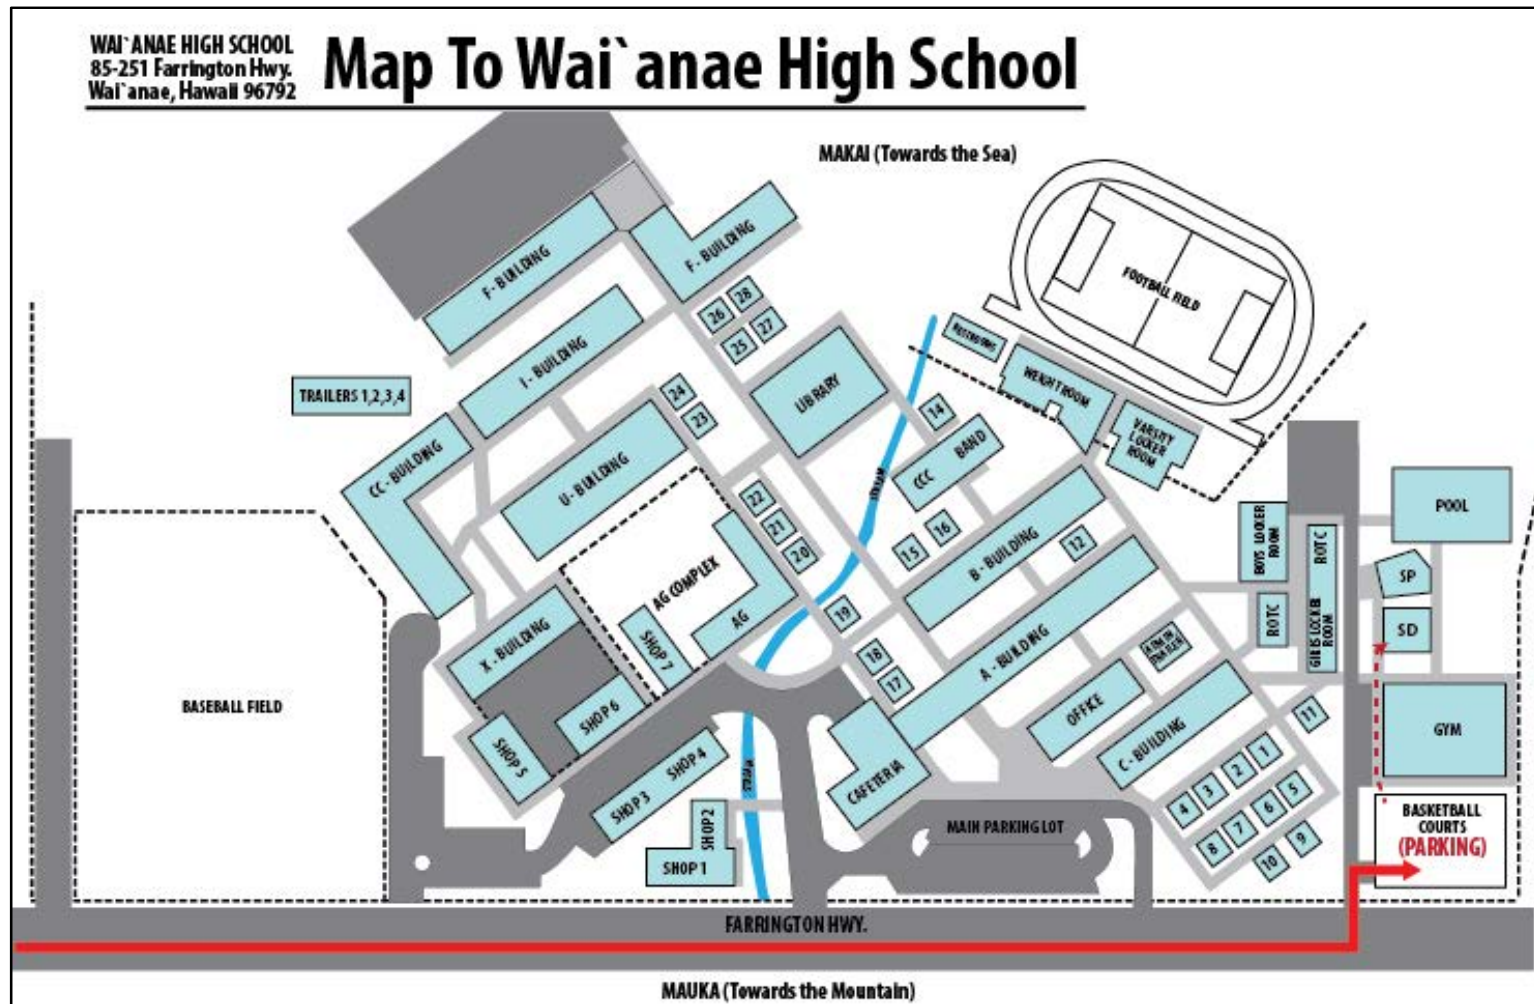 WAI`ANAE HIGH SCHOOL
85-251 Farrington Hwy.
Wai`anae, Hawaii 96792
Map To Wai`anae High School
MAKAI (Towards the Sea)
F - BUILDING
F - BUILDING
FOOTBALL FIELD
28
26
27
25
I - BUILDING
RESTROOMS
WEIGHT ROOM
TRAILERS 1,2,3,4
LIBRARY
24
23
14
VARSITY
LOCKER
ROOM
CC - BUILDING
CCC BAND
U - BUILDING
22
21
20
15
16
B - BUILDING
12
POOL
BOYS LOCKER
ROOM
ROTC
GIRLS LOCKER
ROOM
ROTC
SP
SD
AG COMPLEX
AG
SHOP 7
19
18
17
A - BUILDING
X - BUILDING
OFFICE
C - BUILDING
BASEBALL FIELD
SHOP 6
SHOP 5
11
GYM
SHOP 4
SHOP 3
CAFETERIA
1
2
3
4
5
6
7
8
9
10
SHOP2
SHOP 1
MAIN PARKING LOT
BASKETBALL
COURTS
(PARKING)
FARRINGTON HWY.
MAUKA (Towards the Mountain)